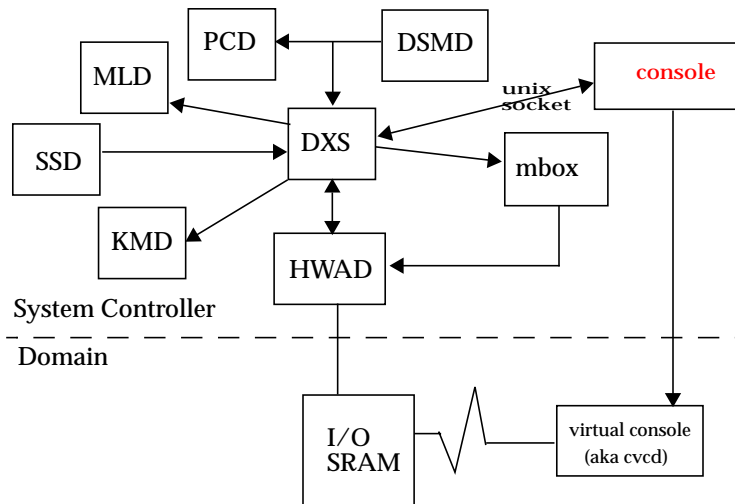 PCD
DSMD
MLD
console
unix
socket
DXS
SSD
mbox
KMD
HWAD
System Controller
Domain
I/O
SRAM
virtual console
(aka cvcd)